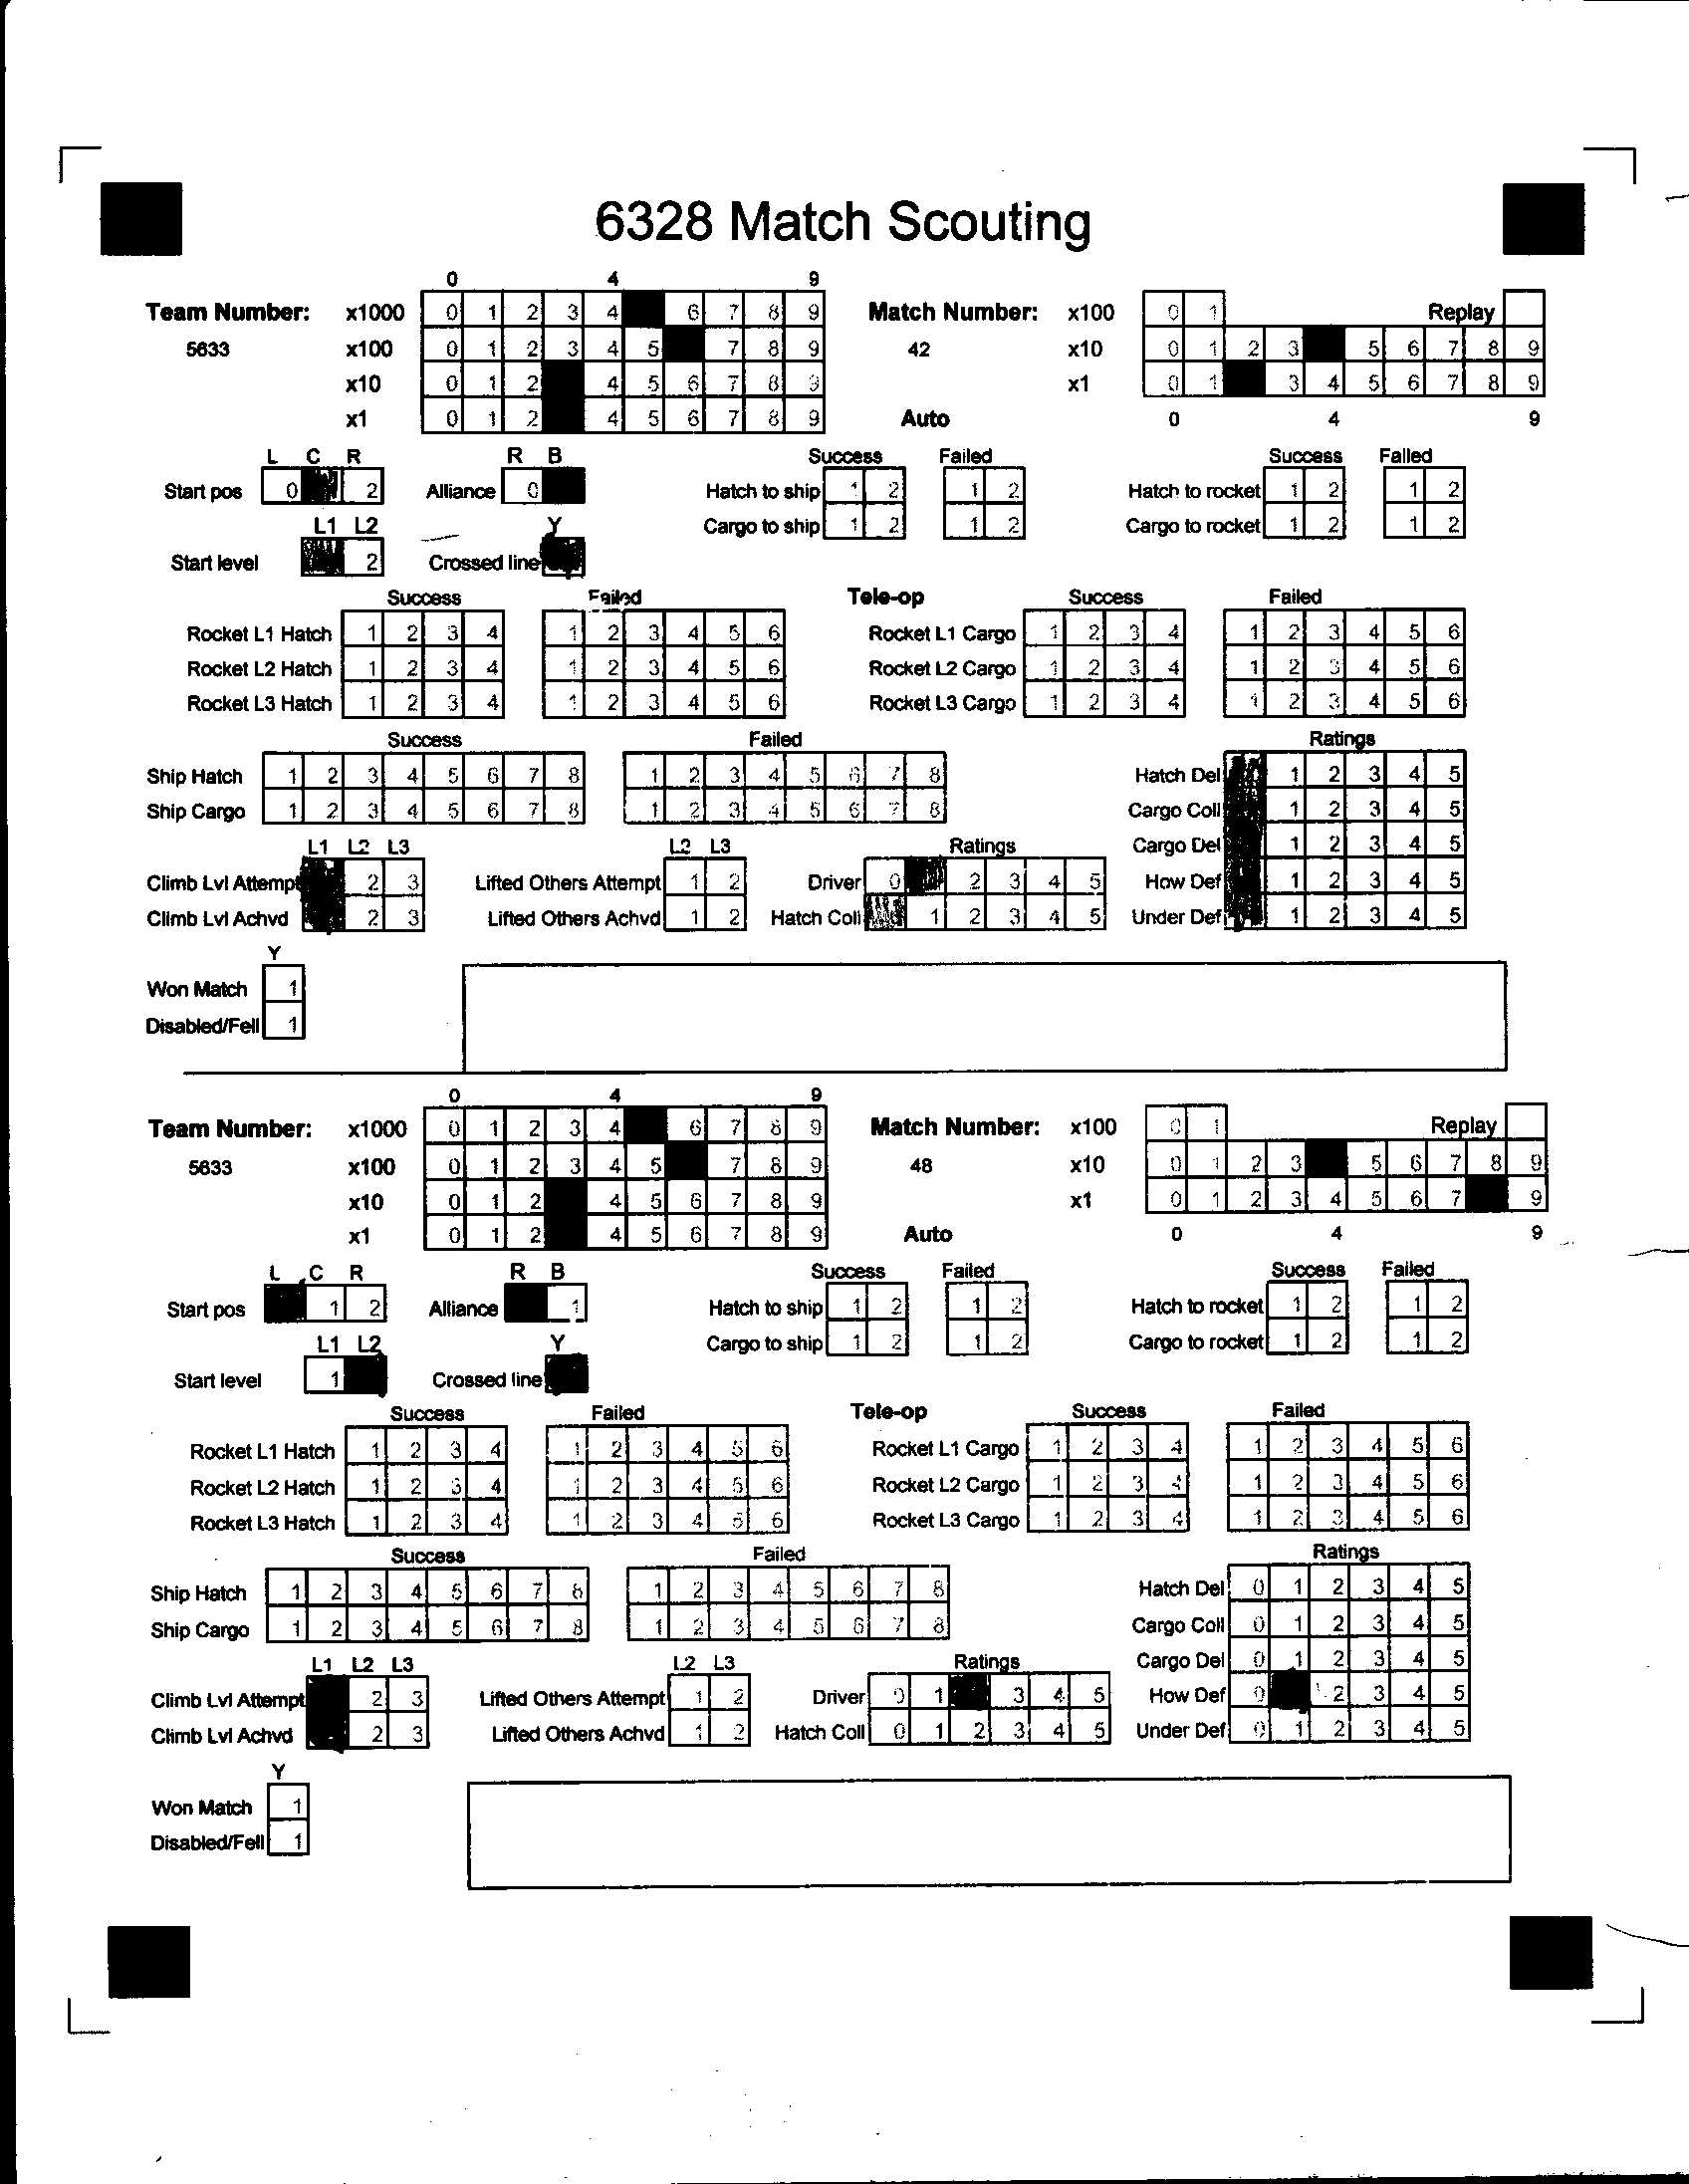 6328 Match Scouting
0 4 9
Team Number: x1000 0 1 2 3 4 6 7 8 9 Match Number: x100 0 1 Replay
5633 x100 0 1 2 3 4 5 7 8 9 42 x10 0 1 2 3 5 6 7 8 9
x10 0 1 2 4 5 6 7 8 9 x1 0 1 3 4 5 6 7 8 9
x1 0 1 2 4 5 6 7 8 9 Auto 0 4 9
L C R R B Success Failed Success Failed
Start pos 0 2 Alliance 0 Hatch to ship 1 2 1 2 Hatch to rocket 1 2 1 2
L1 L2 Y Cargo to ship 1 2 1 2 Cargo to rocket 1 2 1 2
Start level 2 Crossed line
Success Failed Tele-op Success Failed
Rocket L1 Hatch 1 2 3 4 1 2 3 4 5 6 Rocket L1 Cargo 1 2 3 4 1 2 3 4 5 6
Rocket L2 Hatch 1 2 3 4 1 2 3 4 5 6 Rocket L2 Cargo 1 2 3 4 1 2 3 4 5 6
Rocket L3 Hatch 1 2 3 4 1 2 3 4 5 6 Rocket L3 Cargo 1 2 3 4 1 2 3 4 5 6
Success Failed Ratings
Ship Hatch 1 2 3 4 5 6 7 8 1 2 3 4 5 6 7 8 Hatch Del 1 2 3 4 5
Ship Cargo 1 2 3 4 5 6 7 8 1 2 3 4 5 6 7 8 Cargo Coll 1 2 3 4 5
L1 L2 L3 L2 L3 Ratings Cargo Del 1 2 3 4 5
Climb Lvl Attempt 2 3 Lifted Others Attempt 1 2 Driver 0 2 3 4 5 How Def 1 2 3 4 5
Climb Lvl Achvd 2 3 Lifted Others Achvd 1 2 Hatch Coll 1 2 3 4 5 Under Def 1 2 3 4 5
Y
Won Match 1
Disabled/Fell 1
0 4 9
Team Number: x1000 0 1 2 3 4 6 7 8 9 Match Number: x100 0 1 Replay
5633 x100 0 1 2 3 4 5 7 8 9 48 x10 0 1 2 3 5 6 7 8 9
x10 0 1 2 4 5 6 7 8 9 x1 0 1 2 3 4 5 6 7 9
x1 0 1 2 4 5 6 7 8 9 Auto 0 4 9
L C R R B Success Failed Success Failed
Start pos 1 2 Alliance 1 Hatch to ship 1 2 1 2 Hatch to rocket 1 2 1 2
L1 L2 Y Cargo to ship 1 2 1 2 Cargo to rocket 1 2 1 2
Start level 1 Crossed line
Success Failed Tele-op Success Failed
Rocket L1 Hatch 1 2 3 4 1 2 3 4 5 6 Rocket L1 Cargo 1 2 3 4 1 2 3 4 5 6
Rocket L2 Hatch 1 2 3 4 1 2 3 4 5 6 Rocket L2 Cargo 1 2 3 4 1 2 3 4 5 6
Rocket L3 Hatch 1 2 3 4 1 2 3 4 5 6 Rocket L3 Cargo 1 2 3 4 1 2 3 4 5 6
Success Failed Ratings
Ship Hatch 1 2 3 4 5 6 7 8 1 2 3 4 5 6 7 8 Hatch Del 0 1 2 3 4 5
Ship Cargo 1 2 3 4 5 6 7 8 1 2 3 4 5 6 7 8 Cargo Coll 0 1 2 3 4 5
L1 L2 L3 L2 L3 Ratings Cargo Del 0 1 2 3 4 5
Climb Lvl Attempt 2 3 Lifted Others Attempt 1 2 Driver 0 1 3 4 5 How Def 0 2 3 4 5
Climb Lvl Achvd 2 3 Lifted Others Achvd 1 2 Hatch Coll 0 1 2 3 4 5 Under Def 0 1 2 3 4 5
Y
Won Match 1
Disabled/Fell 1